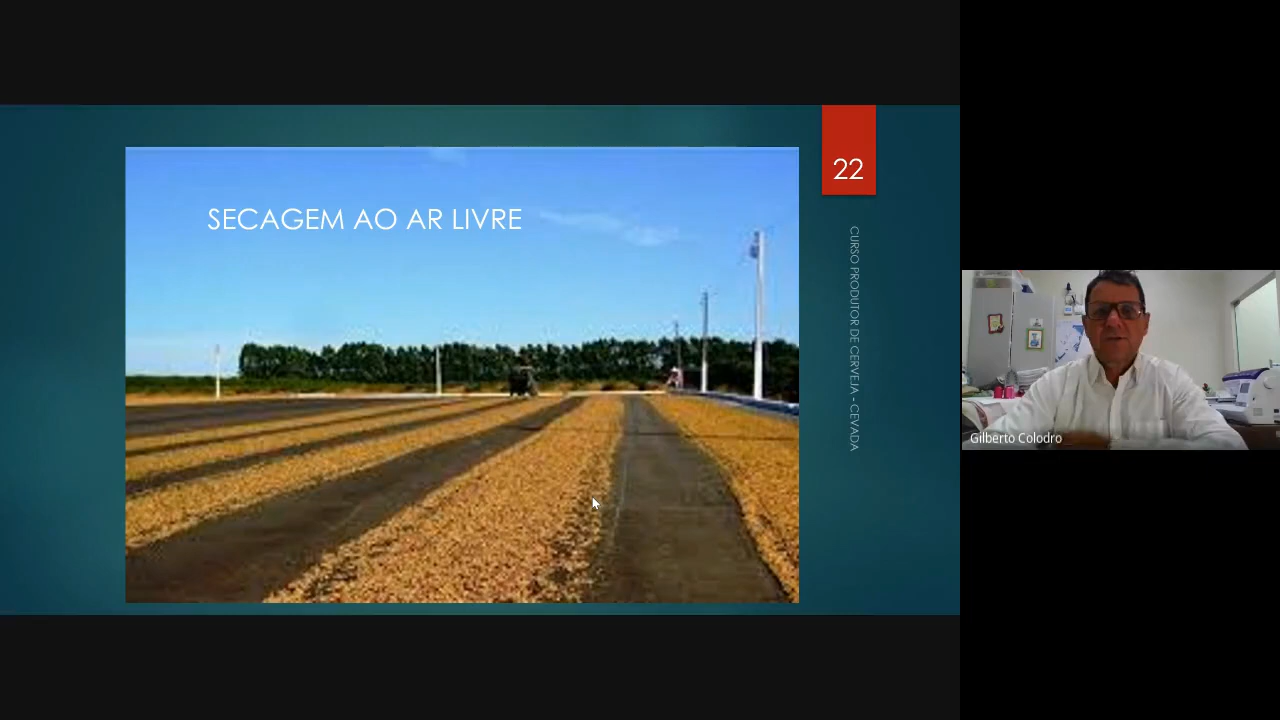 SECAGEM AO AR LIVRE
22
CURSO PRODUTOR DE CERVEJA - CEVADA
Gilberto Colodro